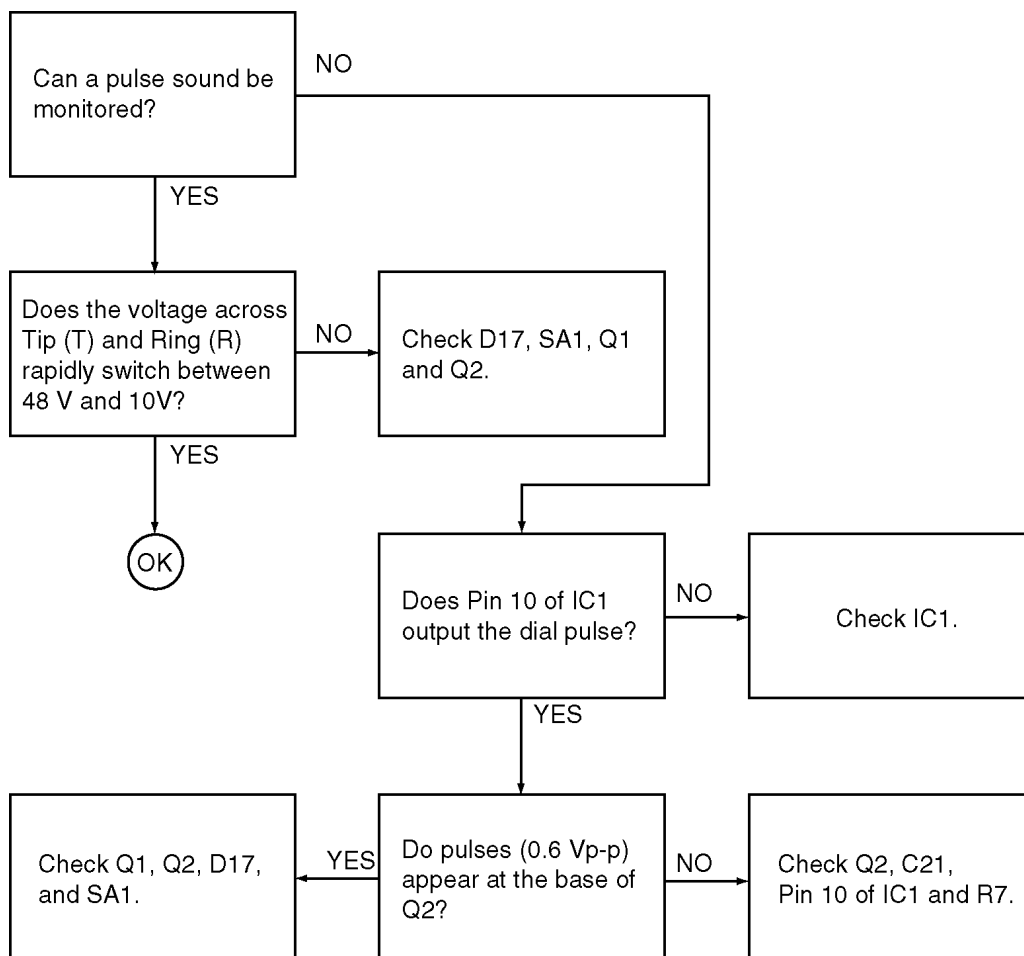 Can a pulse sound be
monitored?
NO
YES
Does the voltage across
Tip (T) and Ring (R)
rapidly switch between
48 V and 10V?
NO
Check D17, SA1, Q1
and Q2.
YES
OK
Does Pin 10 of IC1
output the dial pulse?
NO
Check IC1.
YES
Check Q1, Q2, D17,
and SA1.
YES
Do pulses (0.6 Vp-p)
appear at the base of
Q2?
NO
Check Q2, C21,
Pin 10 of IC1 and R7.